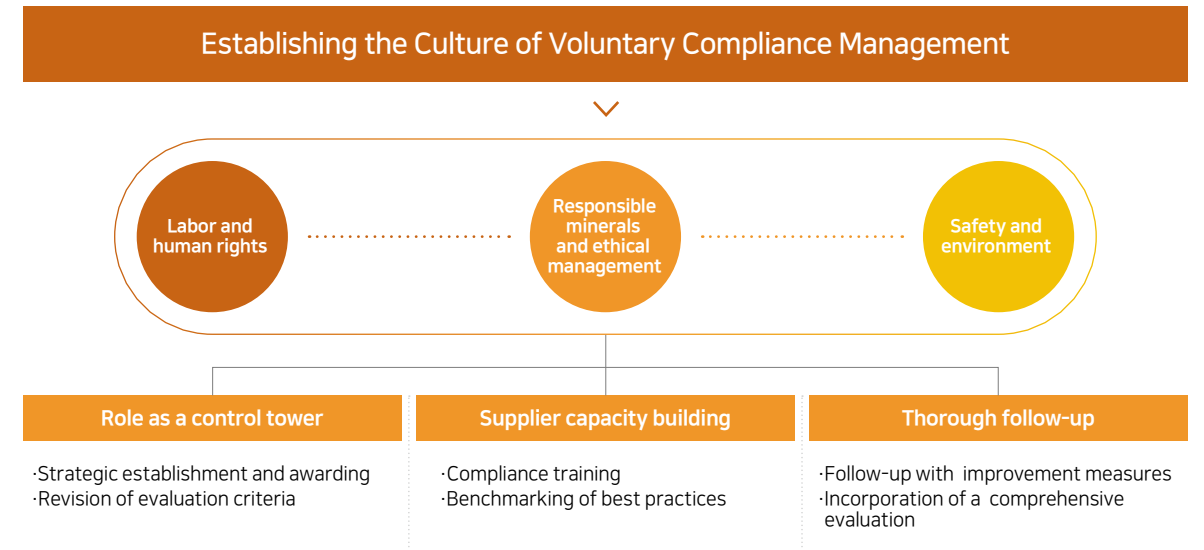 Establishing the Culture of Voluntary Compliance Management
Labor and
human rights
Responsible
minerals
and ethical
management
Safety and
environment
Role as a control tower
·Strategic establishment and awarding
·Revision of evaluation criteria
Supplier capacity building
·Compliance training
·Benchmarking of best practices
Thorough follow-up
·Follow-up with improvement measures
·Incorporation of a comprehensive
evaluation